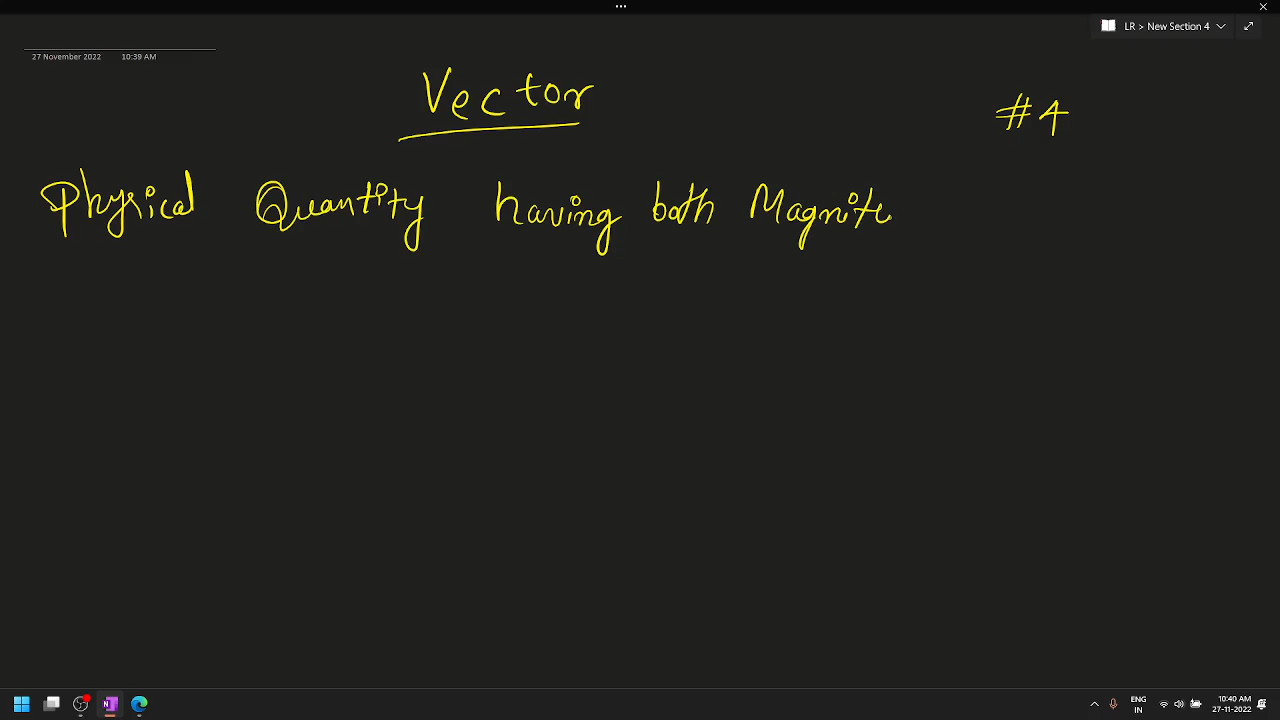 LR > New Section 4
27 November 2022 10:39 AM
Vector
#4
Physical Quantity having both Magnitu
ENG
IN
10:40 AM
27-11-2022